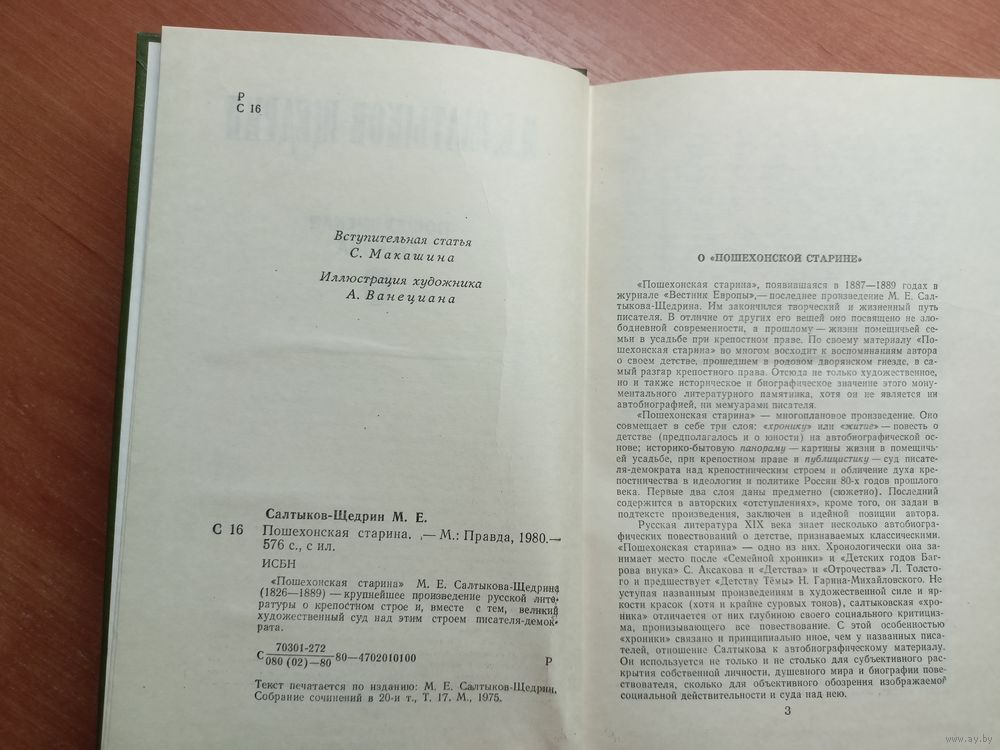 Р
С 16
Вступительная статья
С. Макашина
Иллюстрация художника
А. Ванециана
Салтыков-Щедрин М. Е.
С 16 Пошехонская старина. — М.: Правда, 1980.—
576 с., с ил.
ИСБН
«Пошехонская старина» М. Е. Салтыкова-Щедрина
(1826—1889) — крупнейшее произведение русской лите-
ратуры о крепостном строе и, вместе с тем, великий
художественный суд над этим строем писателя-демок-
рата.
С 70301-272
080 (02)—80 80—4702010100 Р
Текст печатается по изданию: М. Е. Салтыков-Щедрин.
Собрание сочинений в 20-и т., Т. 17. М., 1975.
О «ПОШЕХОНСКОЙ СТАРИНЕ»
«Пошехонская старина», появившаяся в 1887—1889 годах в
журнале «Вестник Европы»,— последнее произведение М. Е. Сал-
тыкова-Щедрина. Им закончился творческий и жизненный путь
писателя. В отличие от других его вещей оно посвящено не зло-
бодневной современности, а прошлому — жизни помещичьей се-
мьи в усадьбе при крепостном праве. По своему материалу «По-
шехонская старина» во многом восходит к воспоминаниям автора
о своем детстве, прошедшем в родовом дворянском гнезде, в са-
мый разгар крепостного права. Отсюда не только художественное,
но и также историческое и биографическое значение этого мону-
ментального литературного памятника, хотя он не является ни
автобиографией, ни мемуарами писателя.
«Пошехонская старина» — многоплановое произведение. Оно
совмещает в себе три слоя: «хронику» или «житие» — повесть о
детстве (предполагалось и о юности) на автобиографической ос-
нове; историко-бытовую панораму — картины жизни в помещичь-
ей усадьбе, при крепостном праве и публицистику — суд писате-
ля-демократа над крепостническим строем и обличение духа кре-
постничества в идеологии и политике России 80-х годов прошлого
века. Первые два слоя даны предметно (сюжетно). Последний
содержится в авторских «отступлениях», кроме того, он задан в
подтексте произведения, заключен в идейной позиции автора.
Русская литература XIX века знает несколько автобиогра-
фических повествований о детстве, признаваемых классическими.
«Пошехонская старина» — одно из них. Хронологически она за-
нимает место после «Семейной хроники» и «Детских годов Баг-
рова внука» С. Аксакова и «Детства» и «Отрочества» Л. Толсто-
го и предшествует «Детству Тёмы» Н. Гарина-Михайловского. Не
уступая названным произведениям в художественной силе и яр-
кости красок (хотя и крайне суровых тонов), салтыковская «хро-
ника» отличается от них глубиною своего социального критициз-
ма, пронизывающего все повествование. С этой особенностью
«хроники» связано и принципиально иное, чем у названных писа-
телей, отношение Салтыкова к автобиографическому материалу.
Он используется не только и не столько для субъективного рас-
крытия собственной личности, душевного мира и биографии пове-
ствователя, сколько для объективного обозрения изображаемой
социальной действительности и суда над нею.
3
www.ay.by